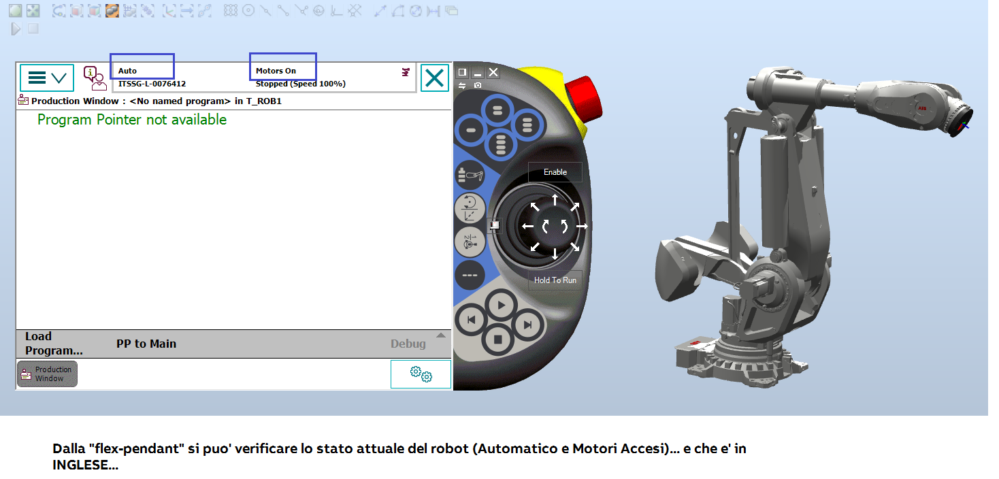 Auto
ITSSG-L-0076412
Motors On
Stopped (Speed 100%)
Production Window : <No named program> in T_ROB1
Program Pointer not available
Enable
Hold To Run
Load
Program...
PP to Main
Debug
Production
Window
ABB
Dalla "flex-pendant" si puo' verificare lo stato attuale del robot (Automatico e Motori Accesi)... e che e' in
INGLESE...